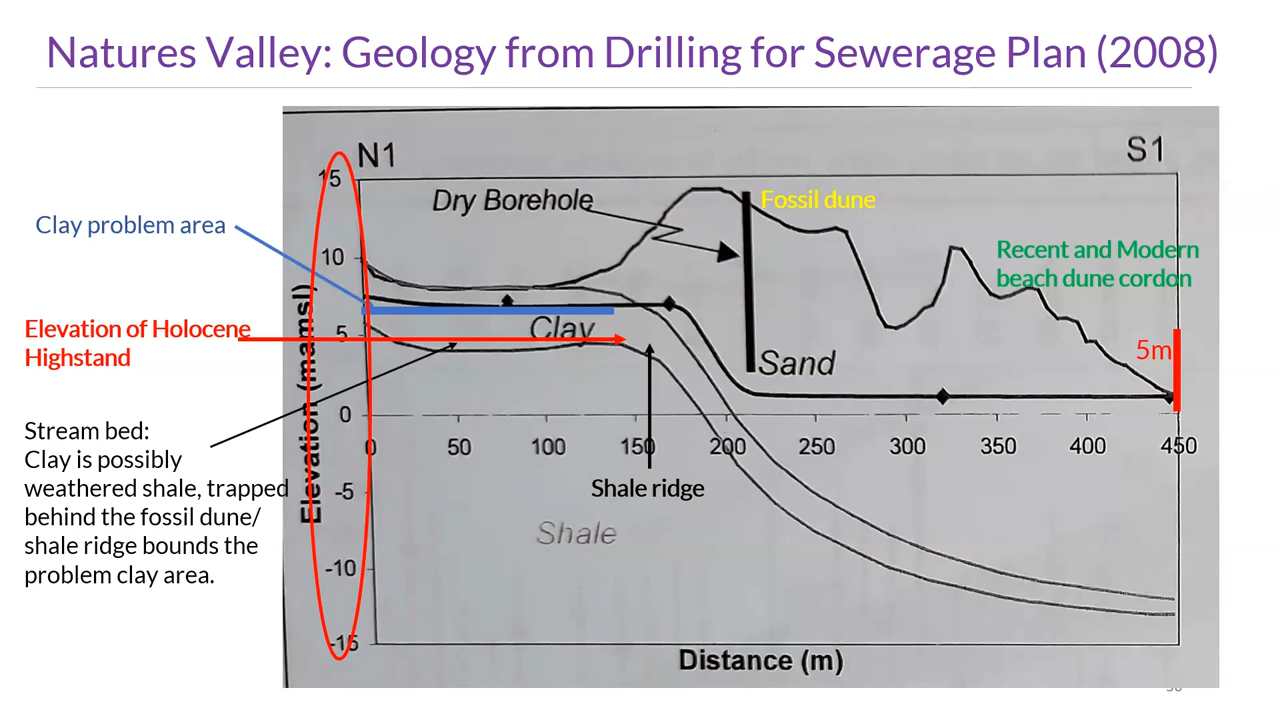 Natures Valley: Geology from Drilling for Sewerage Plan (2008)
N1
S1
15
Dry Borehole
Fossil dune
Clay problem area
10
Recent and Modern
beach dune cordon
Elevation of Holocene
Highstand
5
Clay
5m
Sand
Elevation (mamsl)
0
Stream bed:
Clay is possibly
weathered shale, trapped
behind the fossil dune/
shale ridge bounds the
problem clay area.
0 50 100 150 200 250 300 350 400 450
Shale ridge
-5
Shale
-10
-15
Distance (m)